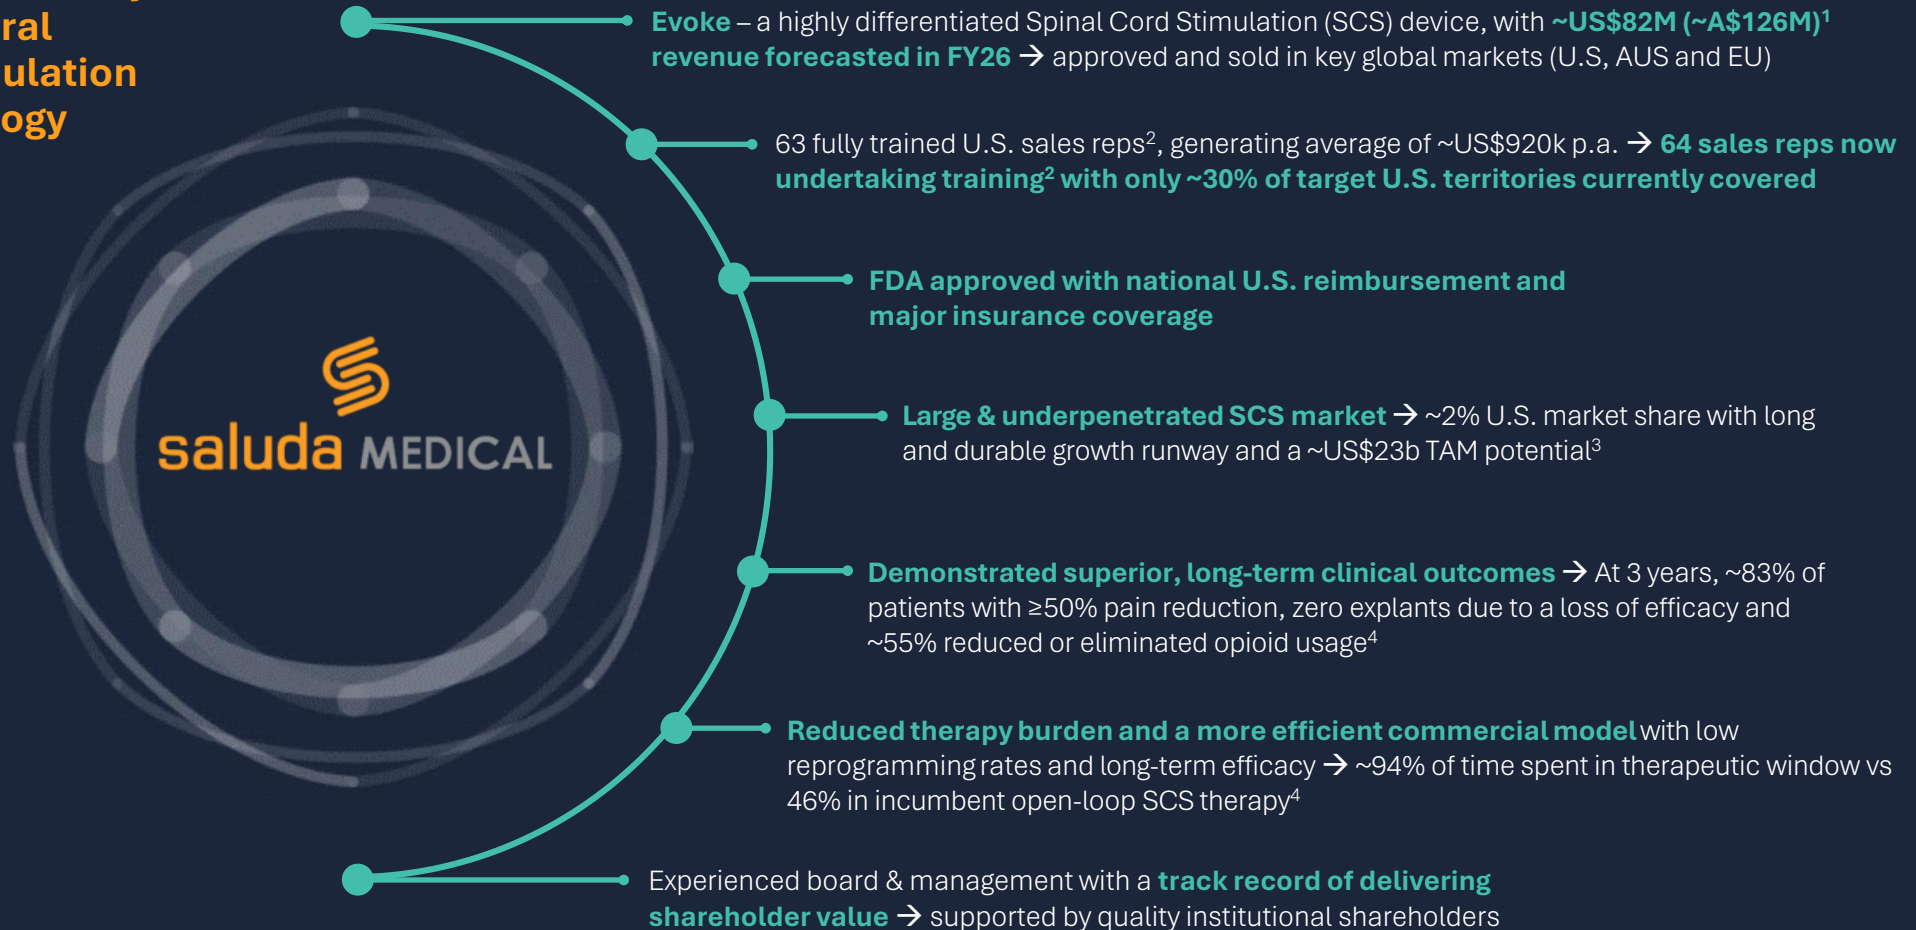 ral
ulation
ogy
saluda MEDICAL
Evoke – a highly differentiated Spinal Cord Stimulation (SCS) device, with ~US$82M (~A$126M)¹
revenue forecasted in FY26 → approved and sold in key global markets (U.S, AUS and EU)
63 fully trained U.S. sales reps², generating average of ~US$920k p.a. → 64 sales reps now
undertaking training² with only ~30% of target U.S. territories currently covered
FDA approved with national U.S. reimbursement and
major insurance coverage
Large & underpenetrated SCS market → ~2% U.S. market share with long
and durable growth runway and a ~US$23b TAM potential³
Demonstrated superior, long-term clinical outcomes → At 3 years, ~83% of
patients with ≥50% pain reduction, zero explants due to a loss of efficacy and
~55% reduced or eliminated opioid usage⁴
Reduced therapy burden and a more efficient commercial model with low
reprogramming rates and long-term efficacy → ~94% of time spent in therapeutic window vs
46% in incumbent open-loop SCS therapy⁴
Experienced board & management with a track record of delivering
shareholder value → supported by quality institutional shareholders